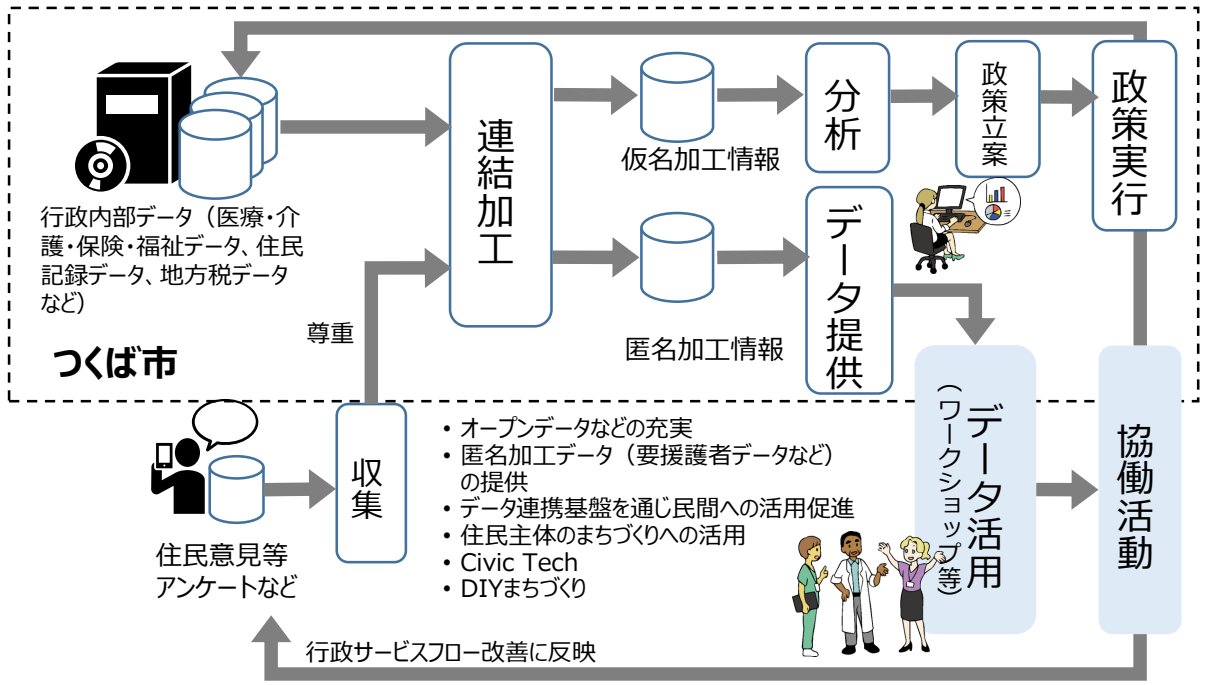 行政内部データ（医療・介
護・保険・福祉データ、住民
記録データ、地方税データ
など）
つくば市
連結加工
仮名加工情報
分析
政策立案
政策実行
匿名加工情報
データ提供
尊重
住民意見等
アンケートなど
収集
• オープンデータなどの充実
• 匿名加工データ（要援護者データなど）
の提供
• データ連携基盤を通じ民間への活用促進
• 住民主体のまちづくりへの活用
• Civic Tech
• DIYまちづくり
データ活用
（ワークショップ等）
協働活動
行政サービスフロー改善に反映